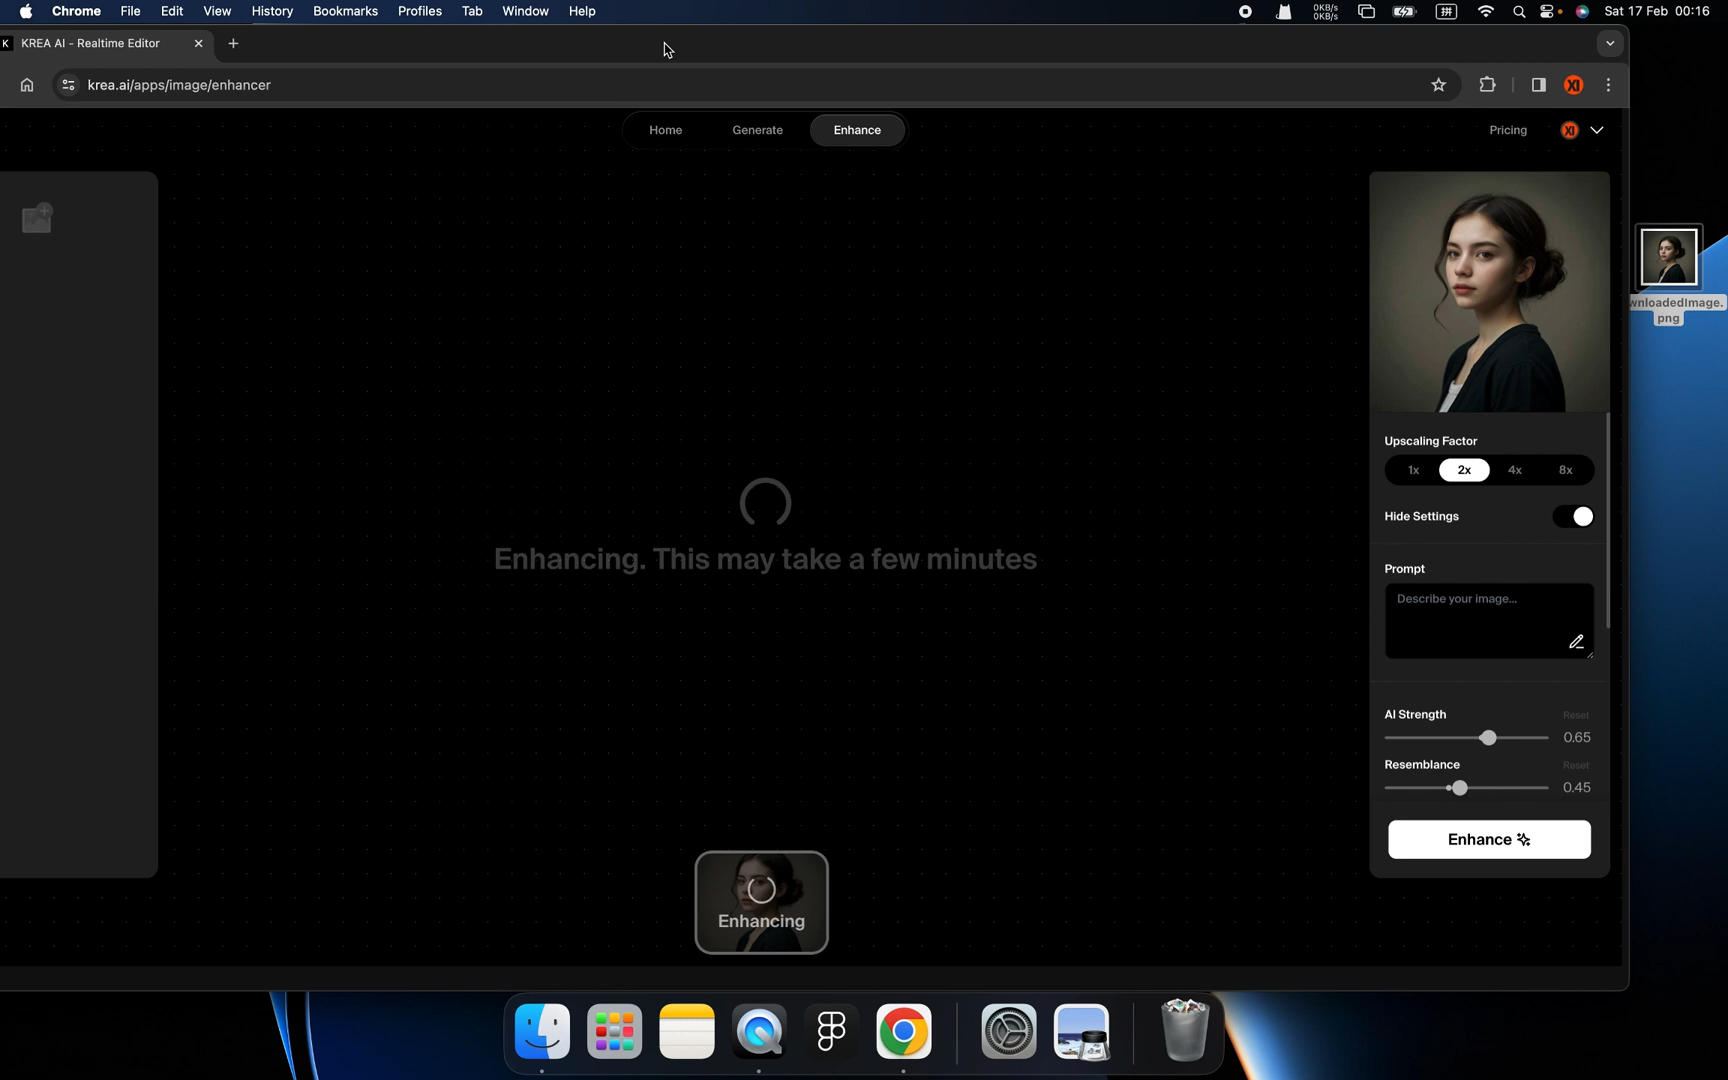 Chrome File Edit View History Bookmarks Profiles Tab Window Help 0KB/s 0KB/s Sat 17 Feb 00:16
K KREA AI - Realtime Editor
krea.ai/apps/image/enhancer XI
Home Generate Enhance Pricing XI
wnloadedImage.
png
Upscaling Factor
1x 2x 4x 8x
Hide Settings
Enhancing. This may take a few minutes
Prompt
Describe your image...
AI Strength Reset
0.65
Resemblance Reset
0.45
Enhance
Enhancing